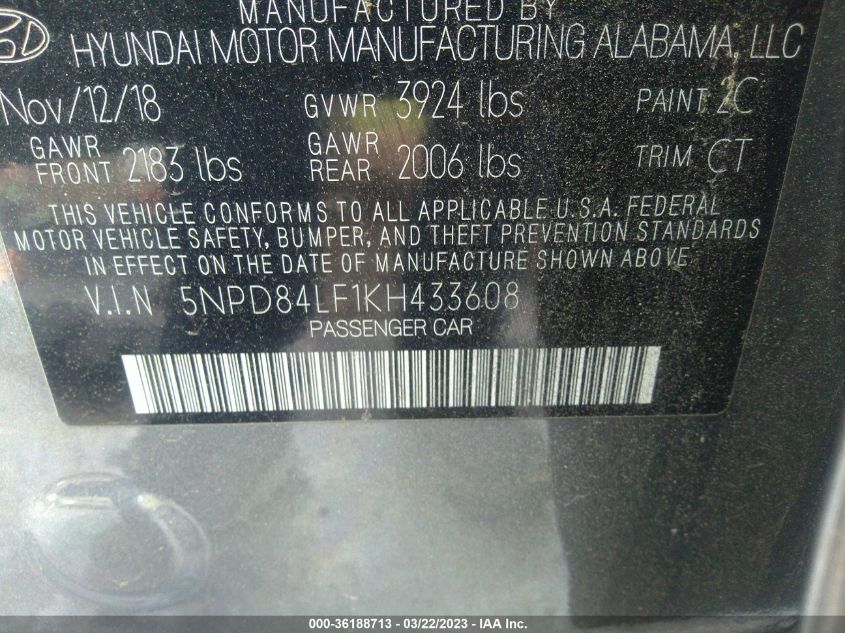 MANUFACTURED BY
HYUNDAI MOTOR MANUFACTURING ALABAMA, LLC
Nov/12/18 GVWR 3924 lbs PAINT 2C
GAWR FRONT 2183 lbs GAWR REAR 2006 lbs TRIM CT
THIS VEHICLE CONFORMS TO ALL APPLICABLE U.S.A. FEDERAL
MOTOR VEHICLE SAFETY, BUMPER, AND THEFT PREVENTION STANDARDS
IN EFFECT ON THE DATE OF MANUFACTURE SHOWN ABOVE.
V.I.N 5NPD84LF1KH433608
PASSENGER CAR
000-36188713 - 03/22/2023 - IAA Inc.